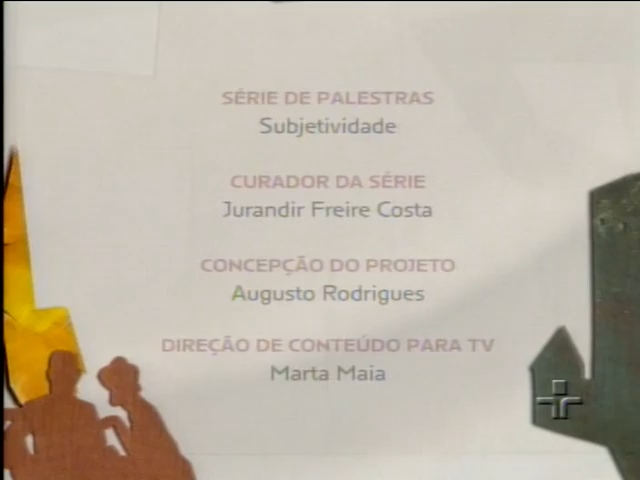 SÉRIE DE PALESTRAS
Subjetividade
CURADOR DA SÉRIE
Jurandir Freire Costa
CONCEPÇÃO DO PROJETO
Augusto Rodrigues
DIREÇÃO DE CONTEÚDO PARA TV
Marta Maia